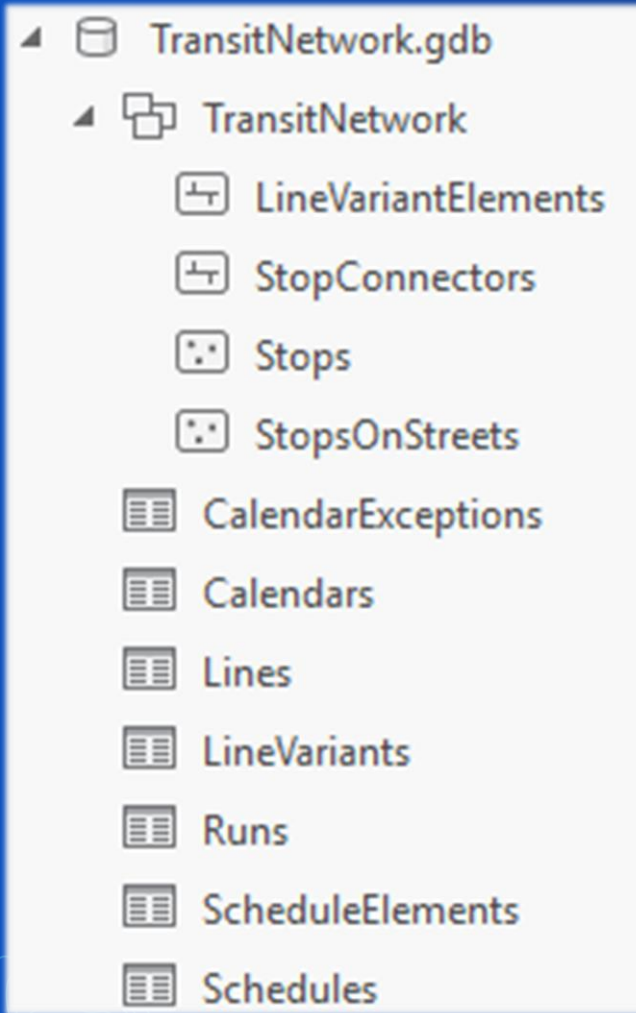 TransitNetwork.gdb
TransitNetwork
LineVariantElements
StopConnectors
Stops
StopsOnStreets
CalendarExceptions
Calendars
Lines
LineVariants
Runs
ScheduleElements
Schedules